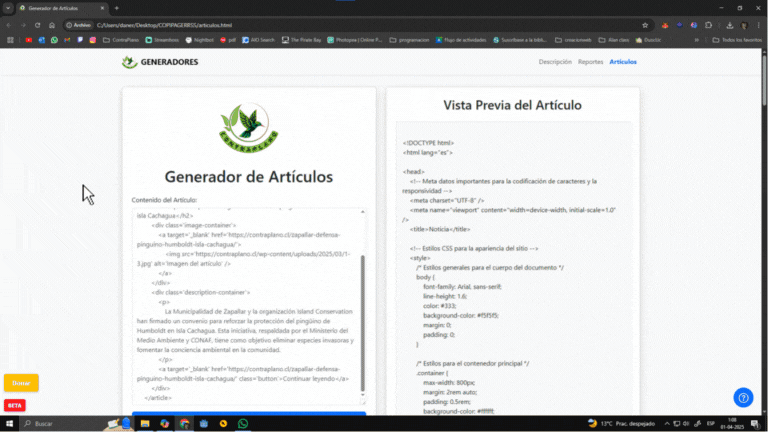 Generador de Artículos
Archivo
C:/Users/daner/Desktop/COPIPAGERRSS/articulos.html
ContraPlano
Streamboss
Nightbot
pdf
AIO Search
The Pirate Bay
Photopea | Online P...
programacion
flujo de actividades
Suscríbase a la bibli...
creacionweb
illan class
DualzSr
Todos los favoritos
GENERADORES
Descripción
Reportes
Artículos
CONTRAPLANO
Generador de Artículos
Contenido del Artículo:
Isla Cachagua</h2>
<div class='image-container'>
<a target='_blank' href='https://contraplano.cl/zapallar-defensa-
pinguino-humboldt-isla-cachagua/'>
<img src='https://contraplano.cl/wp-content/uploads/2025/03/1-
3.jpg' alt='Imagen del artículo' />
</a>
</div>
<div class='description-container'>
<p>
La Municipalidad de Zapallar y la organización Island Conservation
han firmado un convenio para reforzar la protección del pingüino de
Humboldt en Isla Cachagua. Esta iniciativa, respaldada por el Ministerio del
Medio Ambiente y CONAF, tiene como objetivo eliminar especies invasoras y
fomentar la conciencia ambiental en la comunidad.
</p>
<a target='_blank' href='https://contraplano.cl/zapallar-defensa-
pinguino-humboldt-isla-cachagua/' class='button'>Continuar leyendo</a>
</div>
</article>
Vista Previa del Artículo
<!DOCTYPE html>
<html lang="es">
<head>
<!-- Meta datos importantes para la codificación de caracteres y la
responsividad -->
<meta charset="UTF-8" />
<meta name="viewport" content="width=device-width, initial-scale=1.0"
/>
<title>Noticia</title>
<!-- Estilos CSS para la apariencia del sitio -->
<style>
/* Estilos generales para el cuerpo del documento */
body {
font-family: Arial, sans-serif;
line-height: 1.6;
color: #333;
background-color: #f5f5f5;
margin: 0;
padding: 0;
}
/* Estilos para el contenedor principal */
.container {
max-width: 800px;
margin: 2rem auto;
padding: 0.5rem;
background-color: #ffffff;
Donar
BETA
Buscar
13°C Prac. despejado
ESP
1:08
01-04-2025